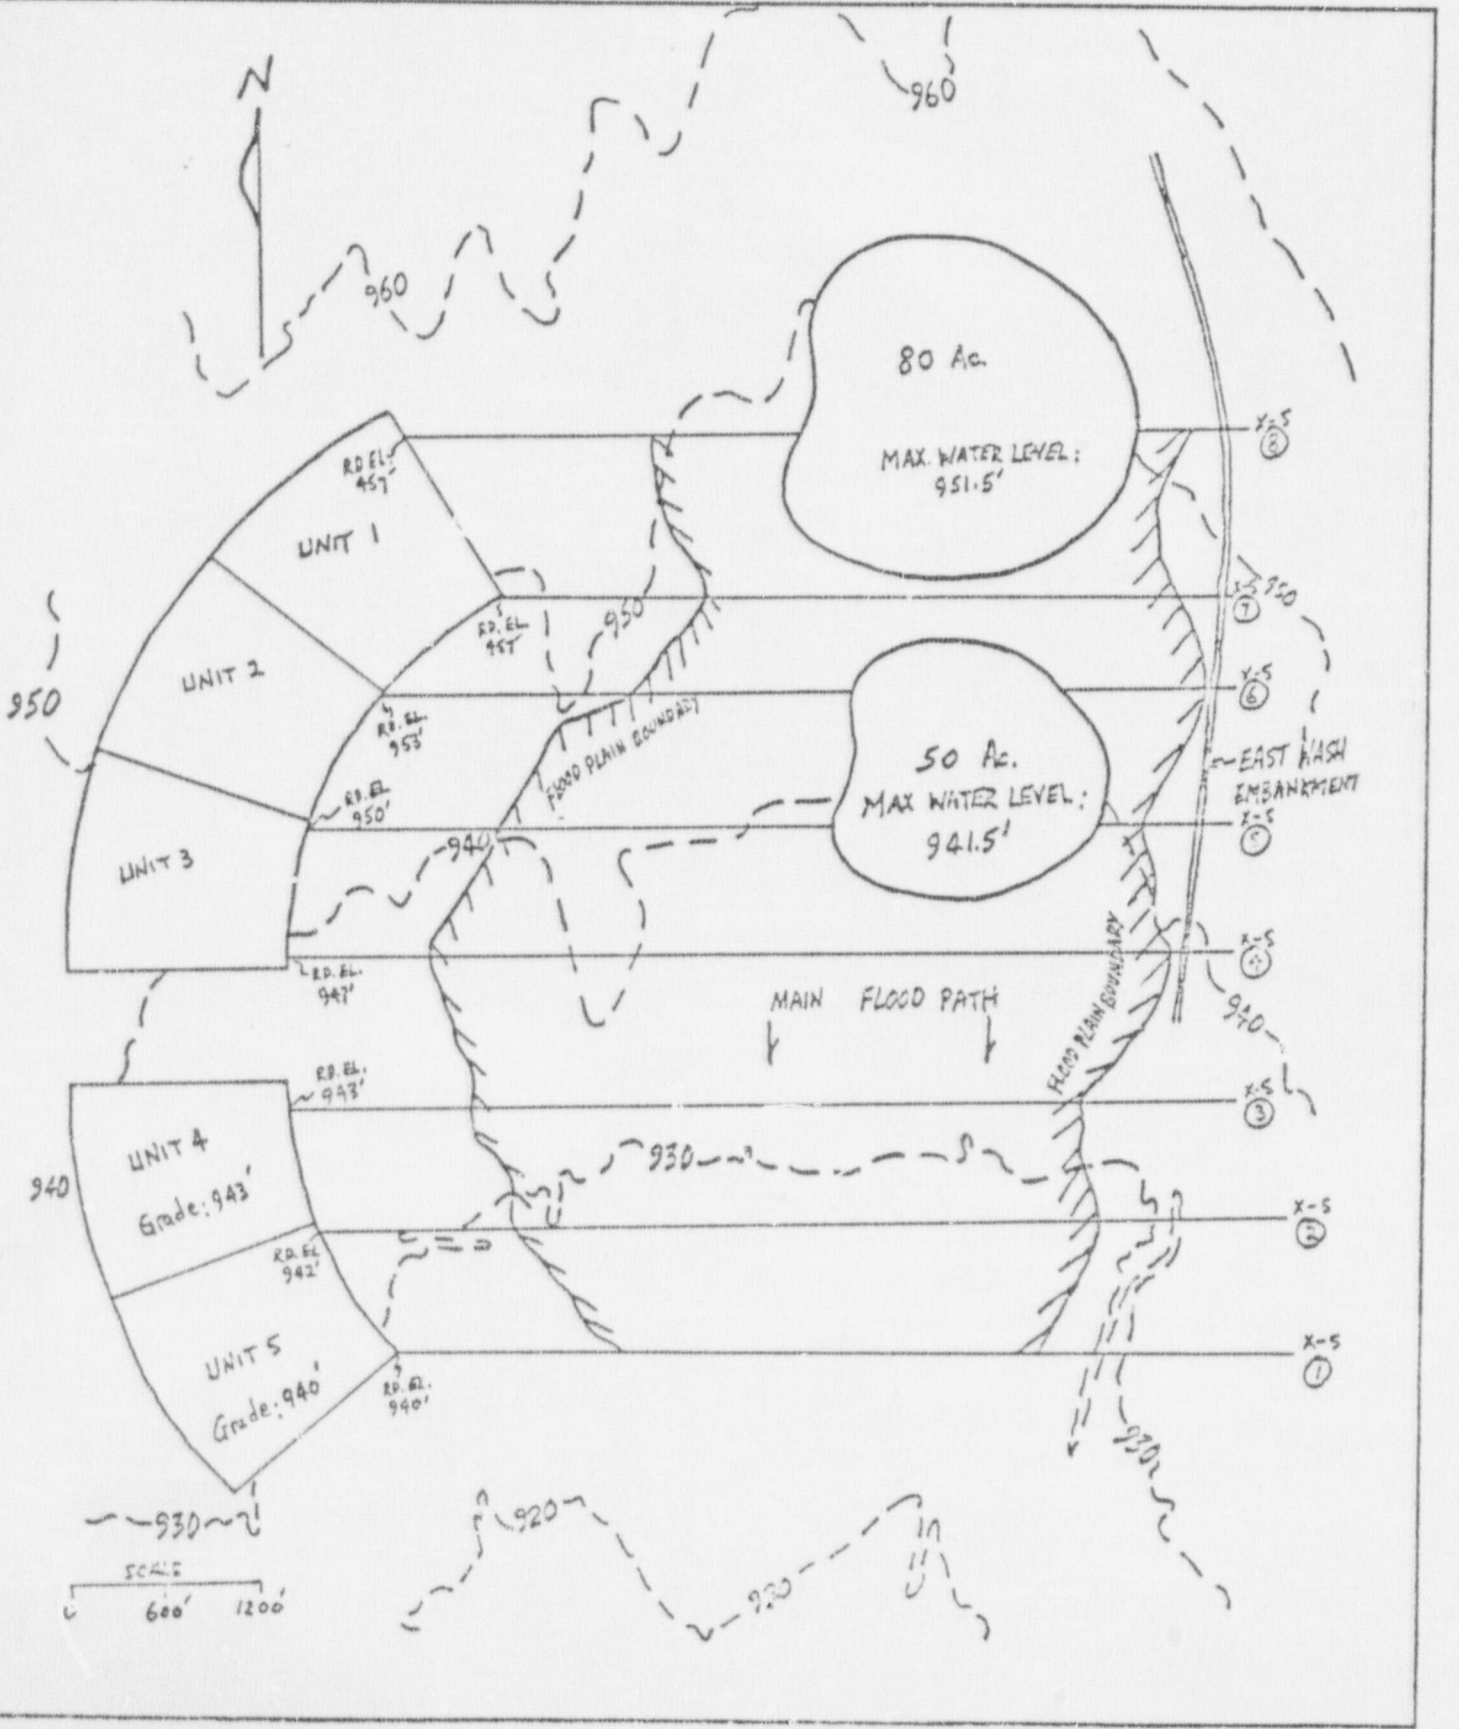 N
960
960
80 Ac.
MAX. WATER LEVEL:
951.5'
X-S
8
RD. EL.
457'
UNIT 1
RD. EL.
457'
950
X-S 950
7
UNIT 2
950
RD. EL.
953'
X-S
6
FLOOD PLAIN BOUNDARY
50 Ac.
MAX WATER LEVEL:
941.5'
EAST WASH
EMBANKMENT
RD. EL.
950'
X-S
5
940
UNIT 3
X-S
RD. EL.
947'
MAIN FLOOD PATH
FLOOD PLAIN BOUNDARY
940
RD. EL.
943'
X-S
3
UNIT 4
Grade: 943'
940
930
X-S
2
RD. EL.
942'
UNIT 5
Grade: 940'
RD. EL.
940'
X-S
1
930
930
920
920
SCALE
0 600' 1200'